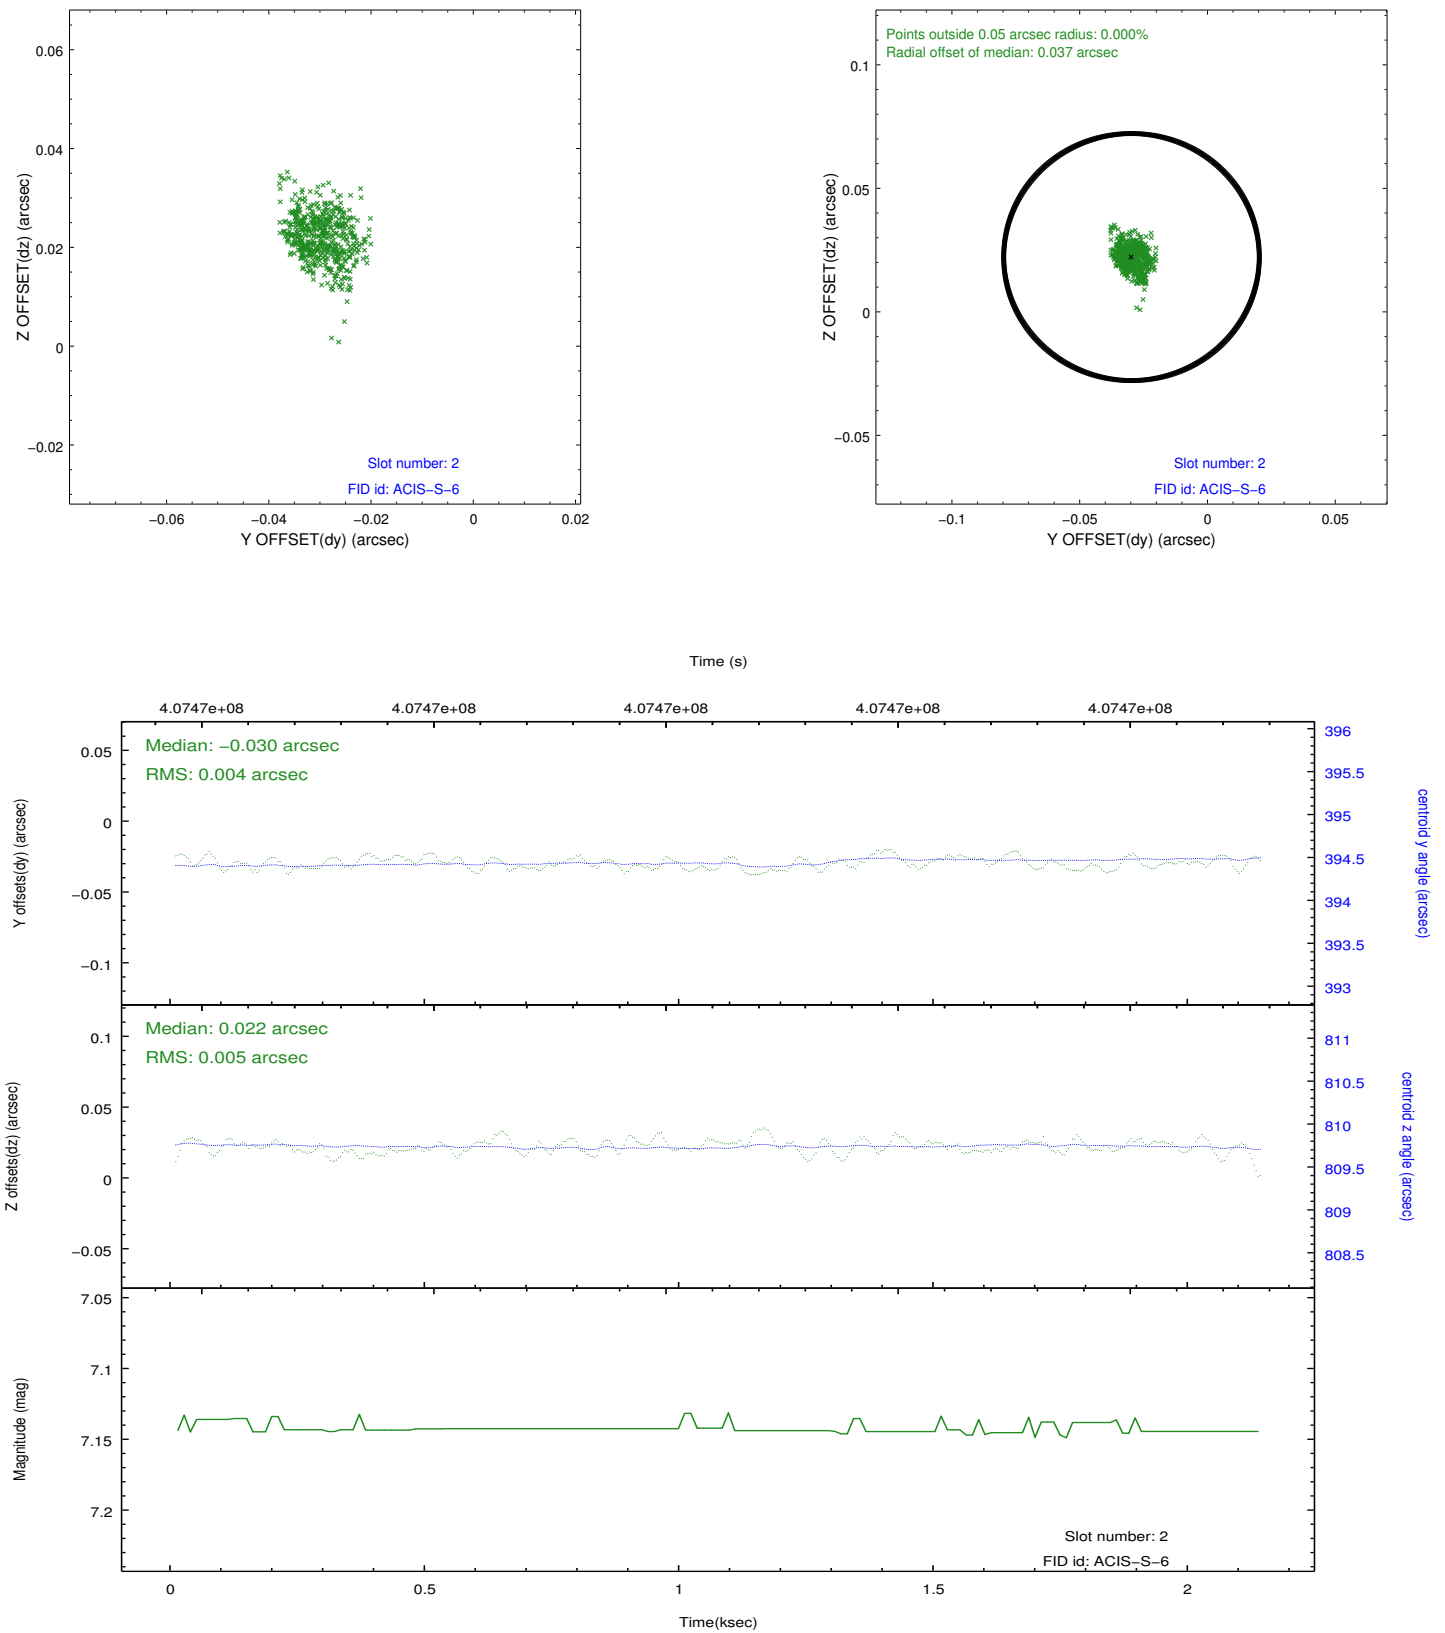 0.06
0.04
0.02
0
−0.02
Z OFFSET(dz) (arcsec)
Slot number: 2
FID id: ACIS−S−6
−0.06
−0.04
−0.02
0
0.02
Y OFFSET(dy) (arcsec)
Points outside 0.05 arcsec radius: 0.000%
Radial offset of median: 0.037 arcsec
0.1
0.05
0
−0.05
Z OFFSET(dz) (arcsec)
Slot number: 2
FID id: ACIS−S−6
−0.1
−0.05
0
0.05
Y OFFSET(dy) (arcsec)
Time (s)
4.0747e+08
4.0747e+08
4.0747e+08
4.0747e+08
4.0747e+08
Median: −0.030 arcsec
RMS: 0.004 arcsec
0.05
0
−0.05
−0.1
Y offsets(dy) (arcsec)
396
395.5
395
394.5
394
393.5
393
centroid y angle (arcsec)
Median: 0.022 arcsec
RMS: 0.005 arcsec
0.1
0.05
0
−0.05
Z offsets(dz) (arcsec)
811
810.5
810
809.5
809
808.5
centroid z angle (arcsec)
7.05
7.1
7.15
7.2
Magnitude (mag)
Slot number: 2
FID id: ACIS−S−6
0
0.5
1
1.5
2
Time(ksec)